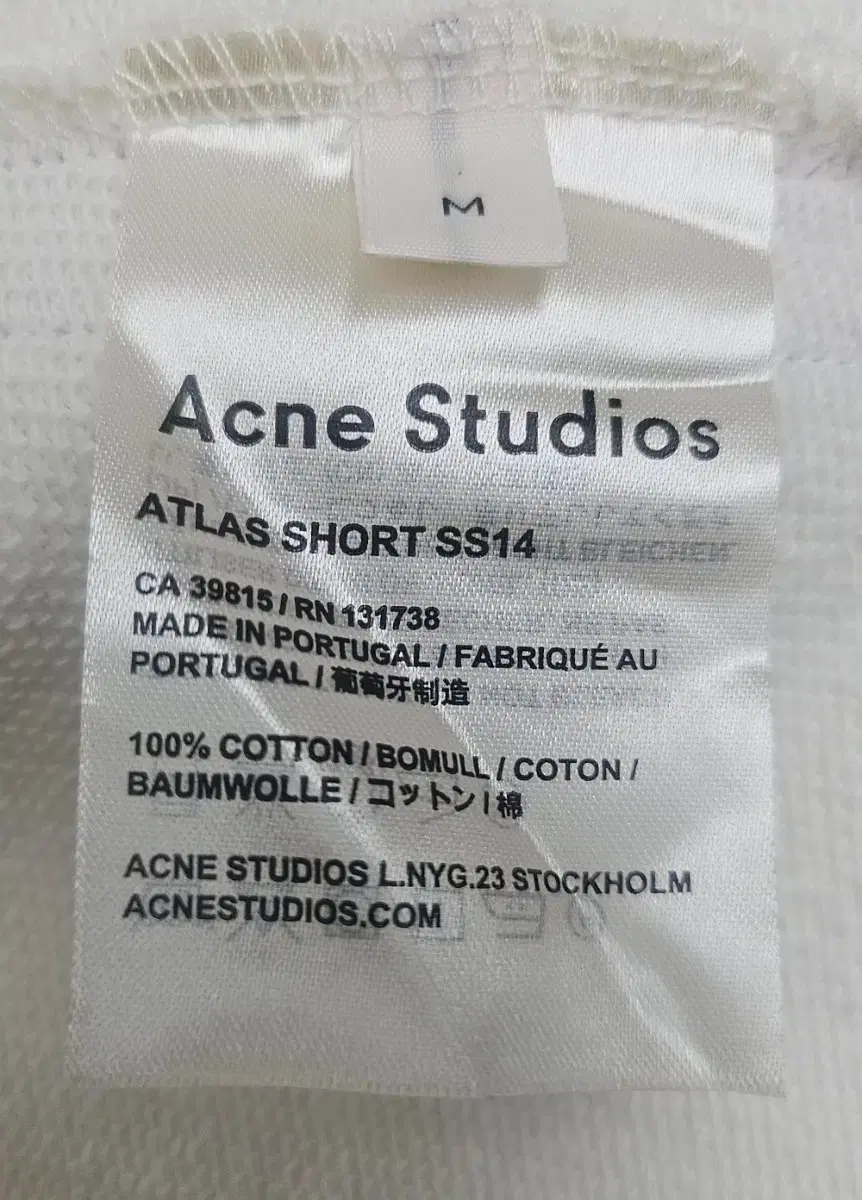 M
Acne Studios
ATLAS SHORT SS14
CA 39815 / RN 131738
MADE IN PORTUGAL / FABRIQUÉ AU
PORTUGAL / 葡萄牙制造
100% COTTON / BOMULL / COTON /
BAUMWOLLE / コットン / 棉
ACNE STUDIOS L.NYG.23 STOCKHOLM
ACNESTUDIOS.COM